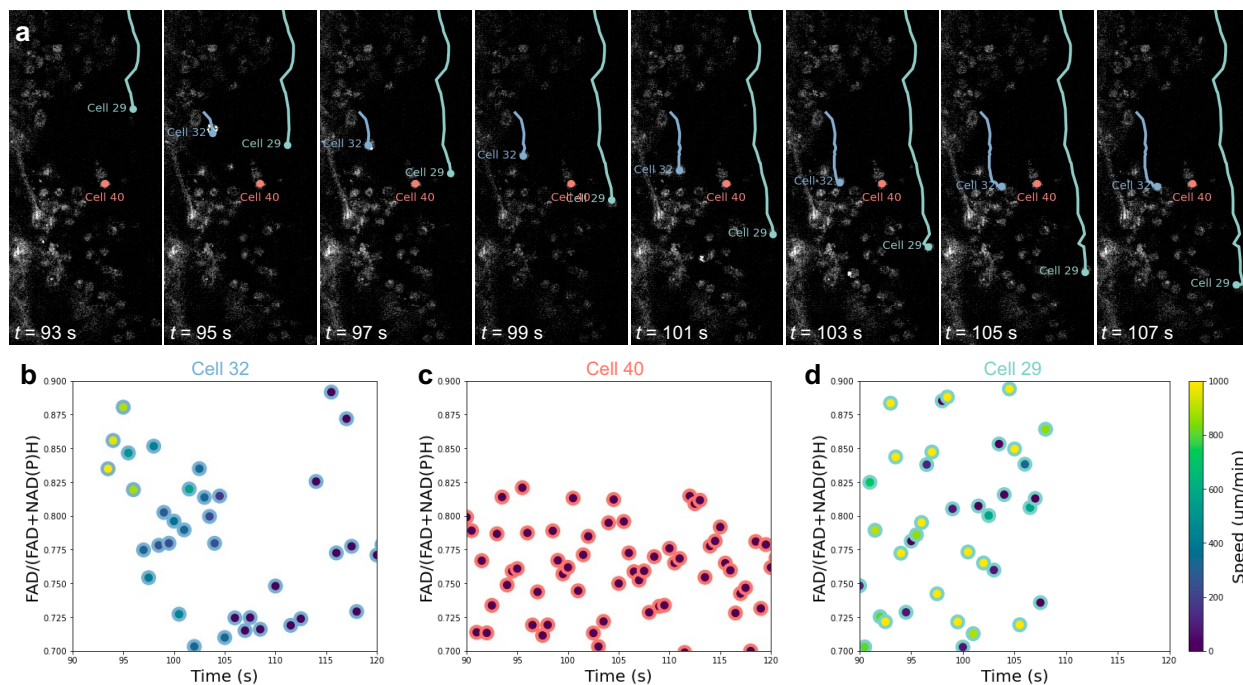 a
Cell 29
t = 93 s
Cell 40
Cell 32
Cell 29
Cell 40
t = 95 s
Cell 32
Cell 29
Cell 40
t = 97 s
Cell 32
Cell 40
Cell 29
t = 99 s
Cell 32
Cell 40
Cell 29
t = 101 s
Cell 32
Cell 40
Cell 29
t = 103 s
Cell 32
Cell 40
Cell 29
t = 105 s
Cell 32
Cell 40
Cell 29
t = 107 s
b
Cell 32
FAD/(FAD+NAD(P)H)
0.900
0.875
0.850
0.825
0.800
0.775
0.750
0.725
0.700
90 95 100 105 110 115 120
Time (s)
c
Cell 40
FAD/(FAD+NAD(P)H)
0.900
0.875
0.850
0.825
0.800
0.775
0.750
0.725
0.700
90 95 100 105 110 115 120
Time (s)
d
Cell 29
FAD/(FAD+NAD(P)H)
0.900
0.875
0.850
0.825
0.800
0.775
0.750
0.725
0.700
90 95 100 105 110 115 120
Time (s)
1000
800
600
400
200
0
Speed (um/min)